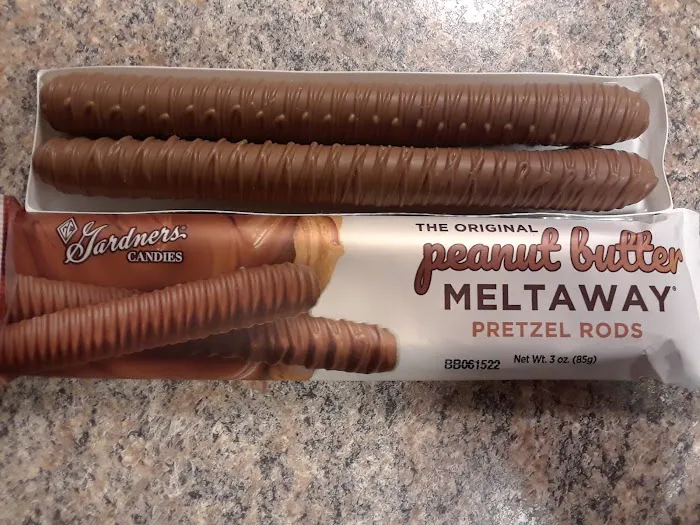 Gardners®
CANDIES
THE ORIGINAL
peanut butter
MELTAWAY®
PRETZEL RODS
BB061522
Net Wt. 3 oz. (85g)